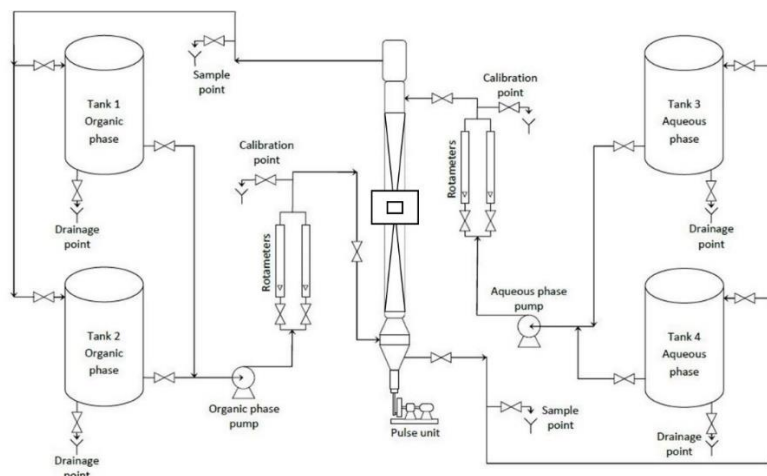 Tank 1
Organic
phase
Drainage
point
Sample
point
Calibration
point
Rotameters
Tank 2
Organic
phase
Drainage
point
Organic phase
pump
Pulse unit
Calibration
point
Rotameters
Aqueous phase
pump
Sample
point
Tank 3
Aqueous
phase
Drainage
point
Tank 4
Aqueous
phase
Drainage
point